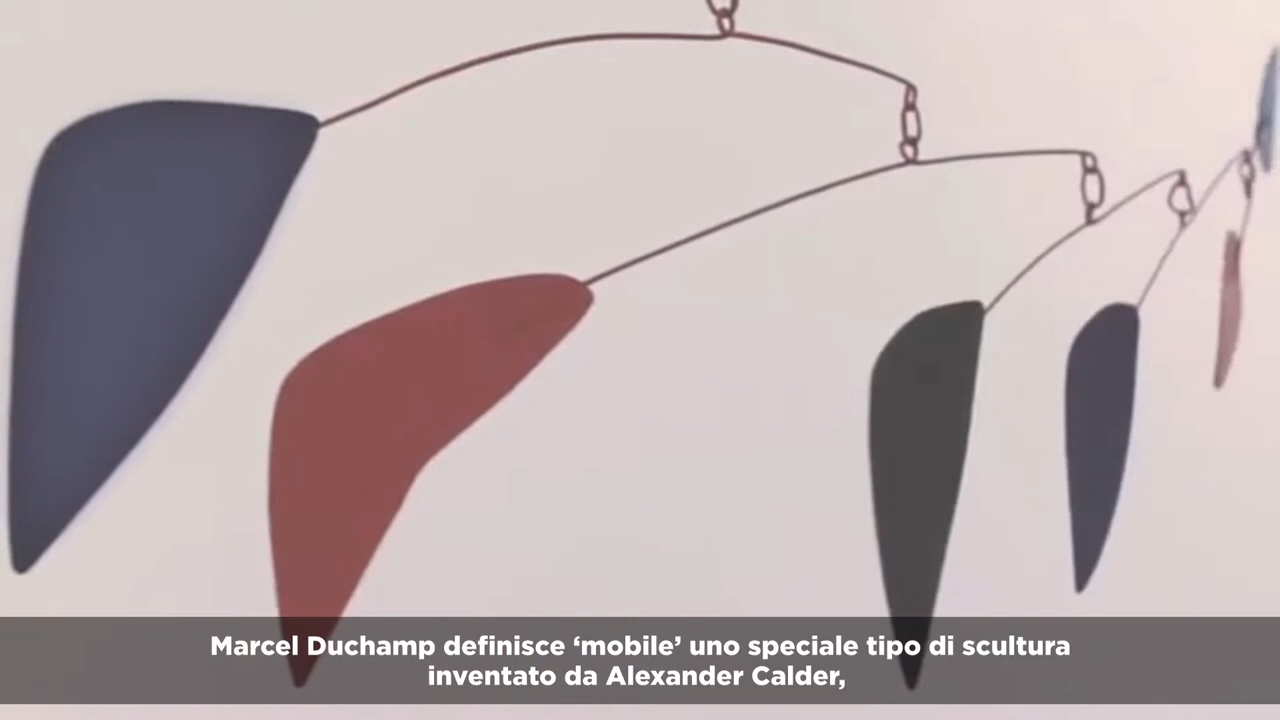 Marcel Duchamp definisce ‘mobile’ uno speciale tipo di scultura
inventato da Alexander Calder,